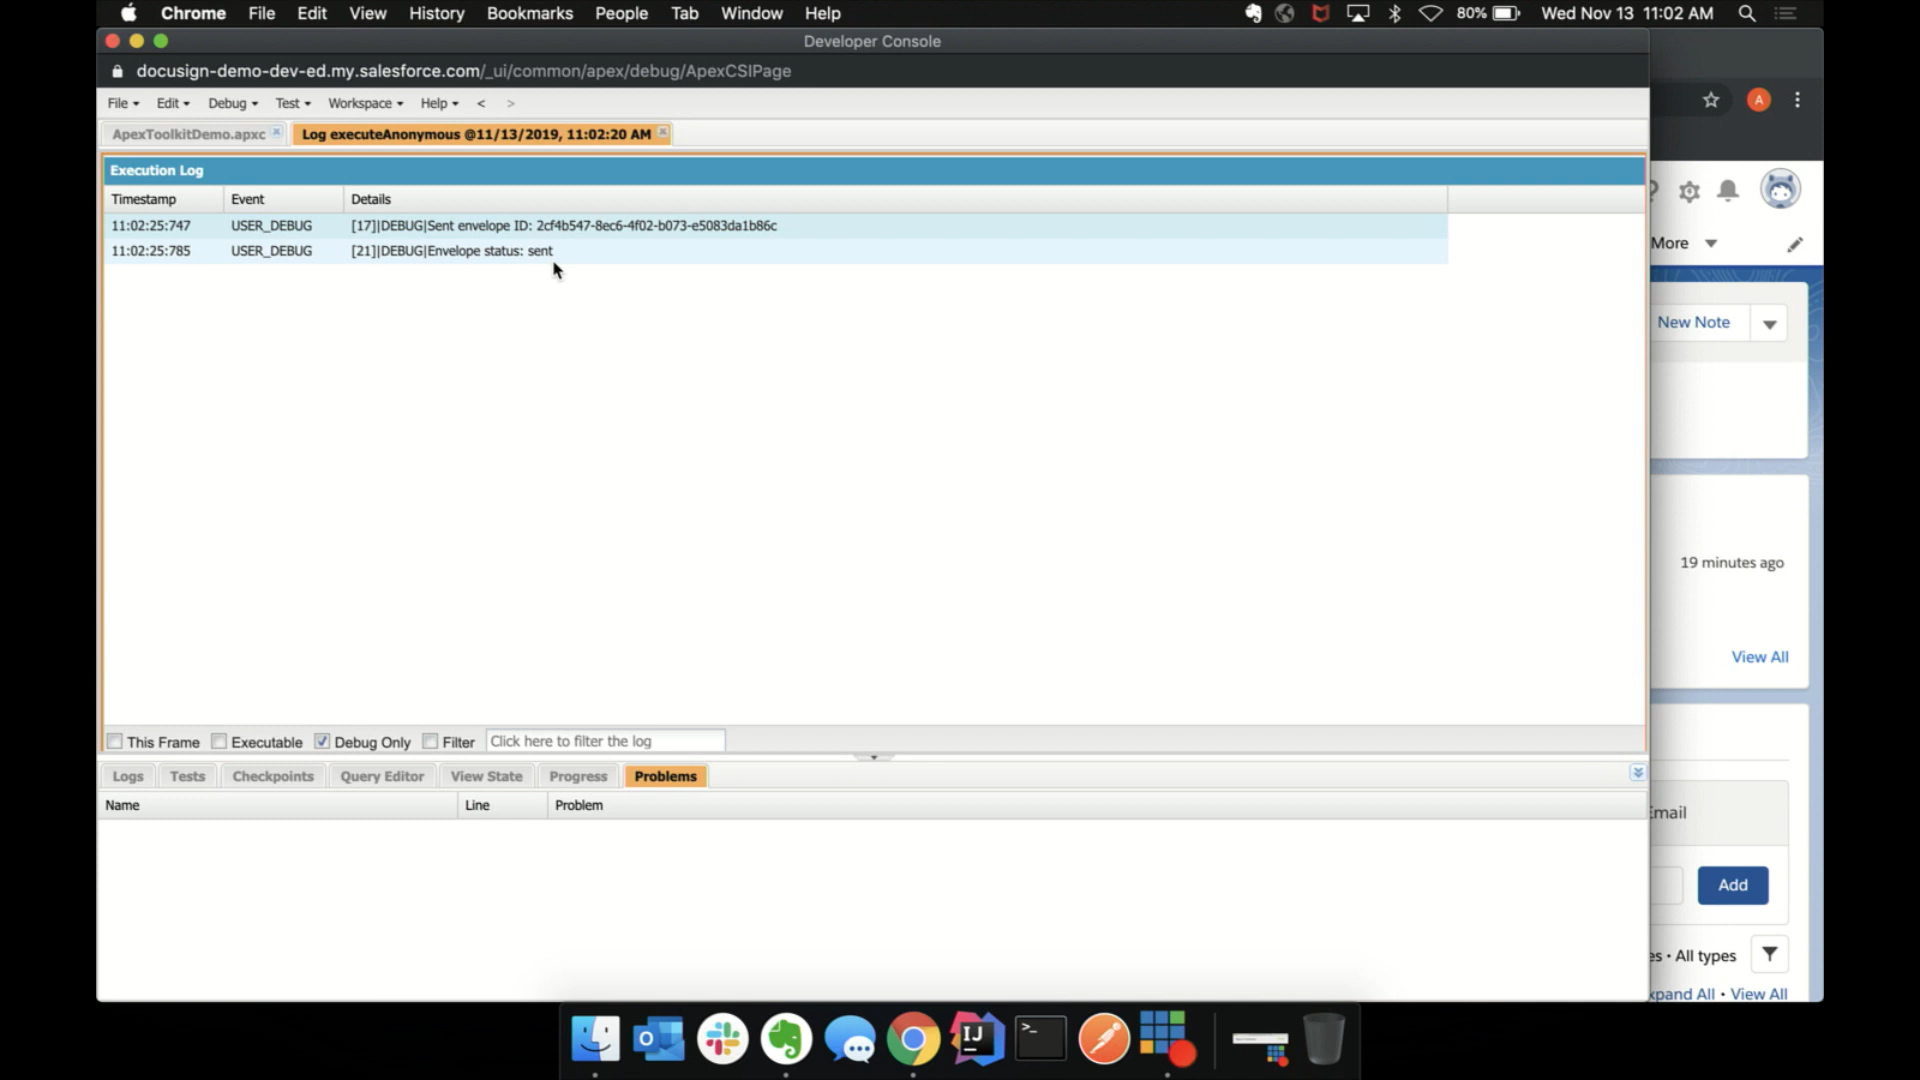 Chrome File Edit View History Bookmarks People Tab Window Help 80% Wed Nov 13 11:02 AM
Developer Console
docusign-demo-dev-ed.my.salesforce.com/_ui/common/apex/debug/ApexCSIPage
A
File Edit Debug Test Workspace Help < >
ApexToolkitDemo.apxc Log executeAnonymous @11/13/2019, 11:02:20 AM
Execution Log
Timestamp Event Details
11:02:25:747 USER_DEBUG [17]|DEBUG|Sent envelope ID: 2cf4b547-8ec6-4f02-b073-e5083da1b86c
11:02:25:785 USER_DEBUG [21]|DEBUG|Envelope status: sent
More
New Note
19 minutes ago
View All
This Frame Executable Debug Only Filter Click here to filter the log
Logs Tests Checkpoints Query Editor View State Progress Problems
Name Line Problem
Email
Add
es • All types
xpand All • View All
IJ
>_